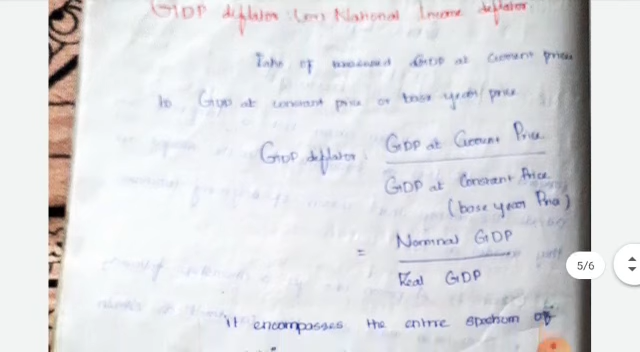 GDP deflator (or) National Income deflator.
Ratio of measured GDP at current prices
to GDP at constant price or base year price
GDP deflator : GDP at Current Price
GDP at Constant Price
(base year Price)
= Nominal GDP
Real GDP
5/6
it encompasses the entire spectrum of